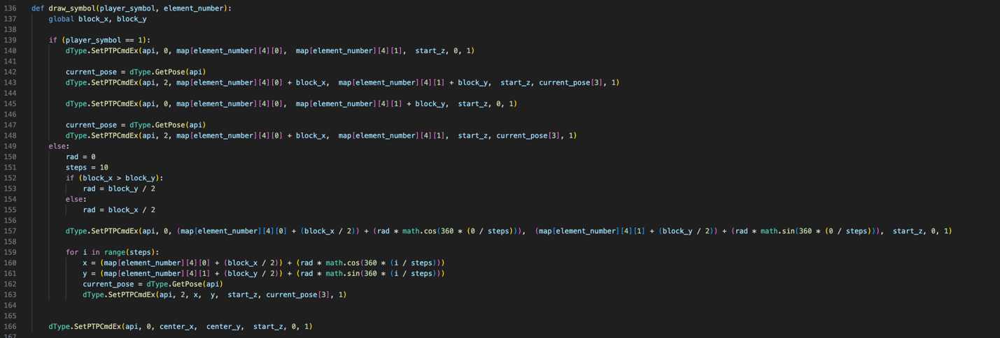 136 def draw_symbol(player_symbol, element_number):
137     global block_x, block_y
138
139     if (player_symbol == 1):
140         dType.SetPTPCmdEx(api, 0, map[element_number][4][0],  map[element_number][4][1],  start_z, 0, 1)
141
142         current_pose = dType.GetPose(api)
143         dType.SetPTPCmdEx(api, 2, map[element_number][4][0] + block_x,  map[element_number][4][1] + block_y,  start_z, current_pose[3], 1)
144
145         dType.SetPTPCmdEx(api, 0, map[element_number][4][0],  map[element_number][4][1] + block_y,  start_z, 0, 1)
146
147         current_pose = dType.GetPose(api)
148         dType.SetPTPCmdEx(api, 2, map[element_number][4][0] + block_x,  map[element_number][4][1],  start_z, current_pose[3], 1)
149     else:
150         rad = 0
151         steps = 10
152         if (block_x > block_y):
153             rad = block_y / 2
154         else:
155             rad = block_x / 2
156
157         dType.SetPTPCmdEx(api, 0, (map[element_number][4][0] + (block_x / 2)) + (rad * math.cos(360 * (0 / steps))),  (map[element_number][4][1] + (block_y / 2)) + (rad * math.sin(360 * (0 / steps))),  start_z, 0, 1)
158
159         for i in range(steps):
160             x = (map[element_number][4][0] + (block_x / 2)) + (rad * math.cos(360 * (i / steps)))
161             y = (map[element_number][4][1] + (block_y / 2)) + (rad * math.sin(360 * (i / steps)))
162             current_pose = dType.GetPose(api)
163             dType.SetPTPCmdEx(api, 2, x,  y,  start_z, current_pose[3], 1)
164
165
166     dType.SetPTPCmdEx(api, 0, center_x,  center_y,  start_z, 0, 1)
167